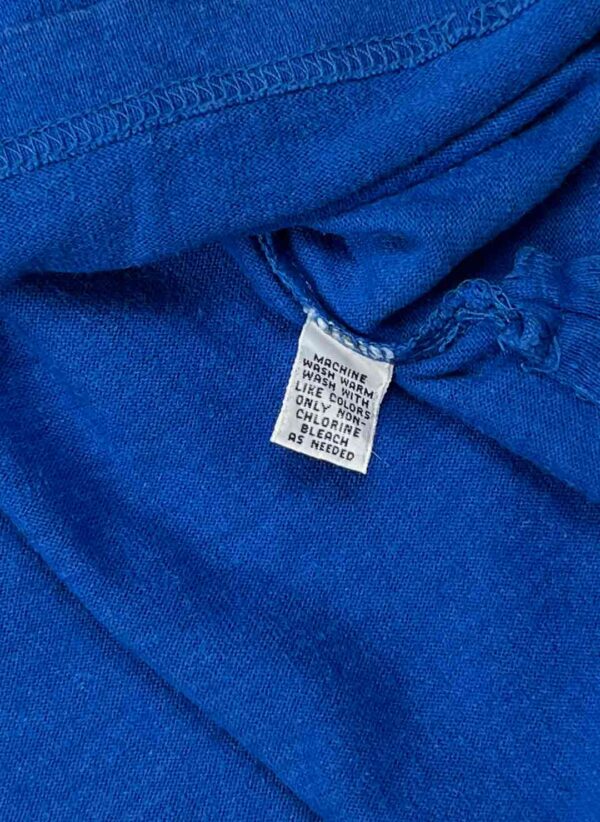 MACHINE
WASH WARM
WASH WITH
LIKE COLORS
ONLY NON-
CHLORINE
BLEACH
AS NEEDED